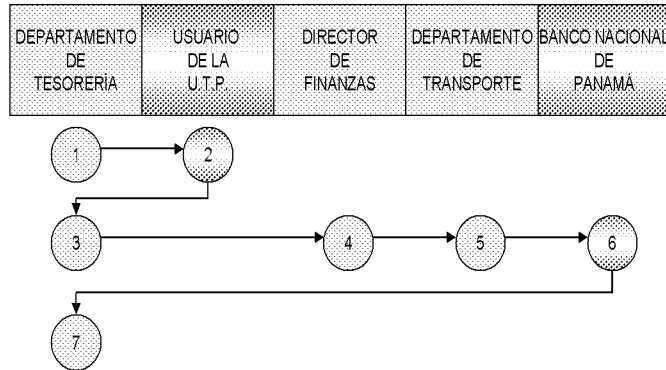 DEPARTAMENTO
DE
TESORERÍA
USUARIO
DE LA
U.T.P.
DIRECTOR
DE
FINANZAS
DEPARTAMENTO
DE
TRANSPORTE
BANCO NACIONAL
DE
PANAMÁ
1
2
3
4
5
6
7